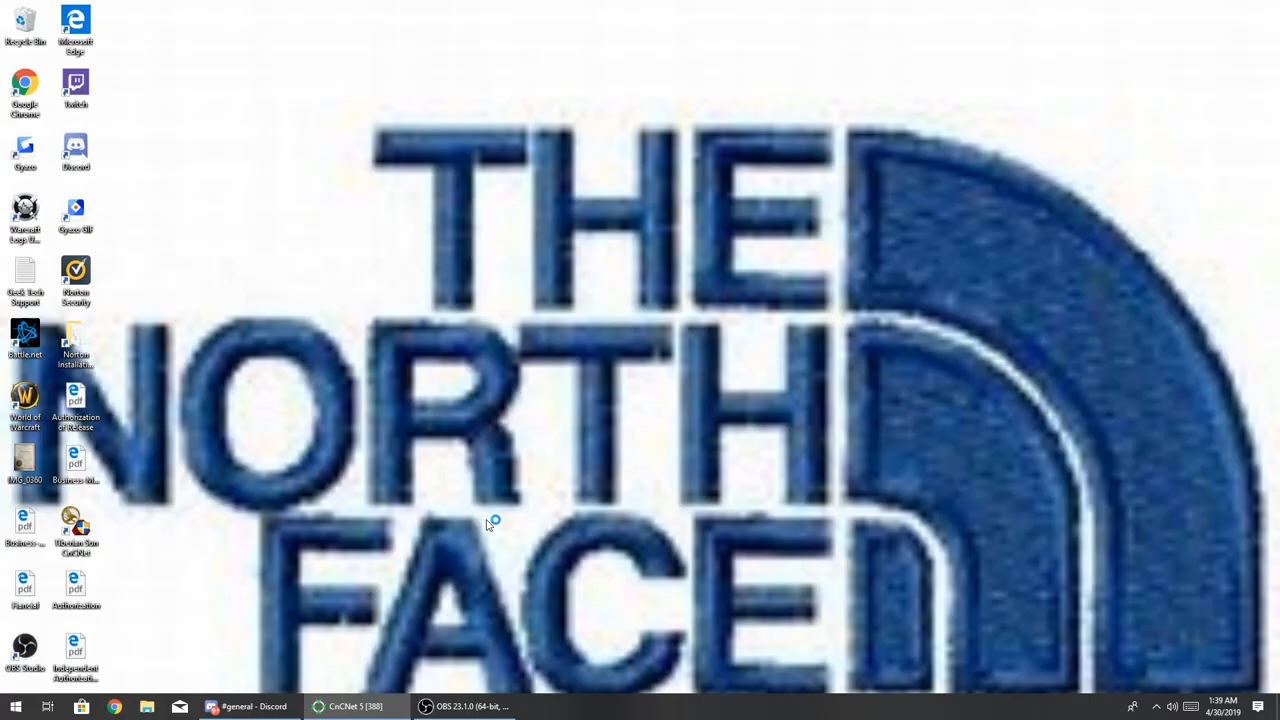 THE
NORTH
FACE
Recycle Bin
Microsoft
Edge
Google
Chrome
Twitch
Gyazo
Discord
Warcraft
Logs U...
Gyazo GIF
Geek Tech
Support
Norton
Security
Battle.net
Norton
Installati...
World of
Warcraft
Authorization
of Release
IMG_0360
Business-M...
Business-...
Tiberian Sun
CnCNet
Fiancial
Authorization
OBS Studio
Independent
Authorizati...
#general - Discord
CnCNet 5 [388]
OBS 23.1.0 (64-bit, ...
1:39 AM
4/30/2019